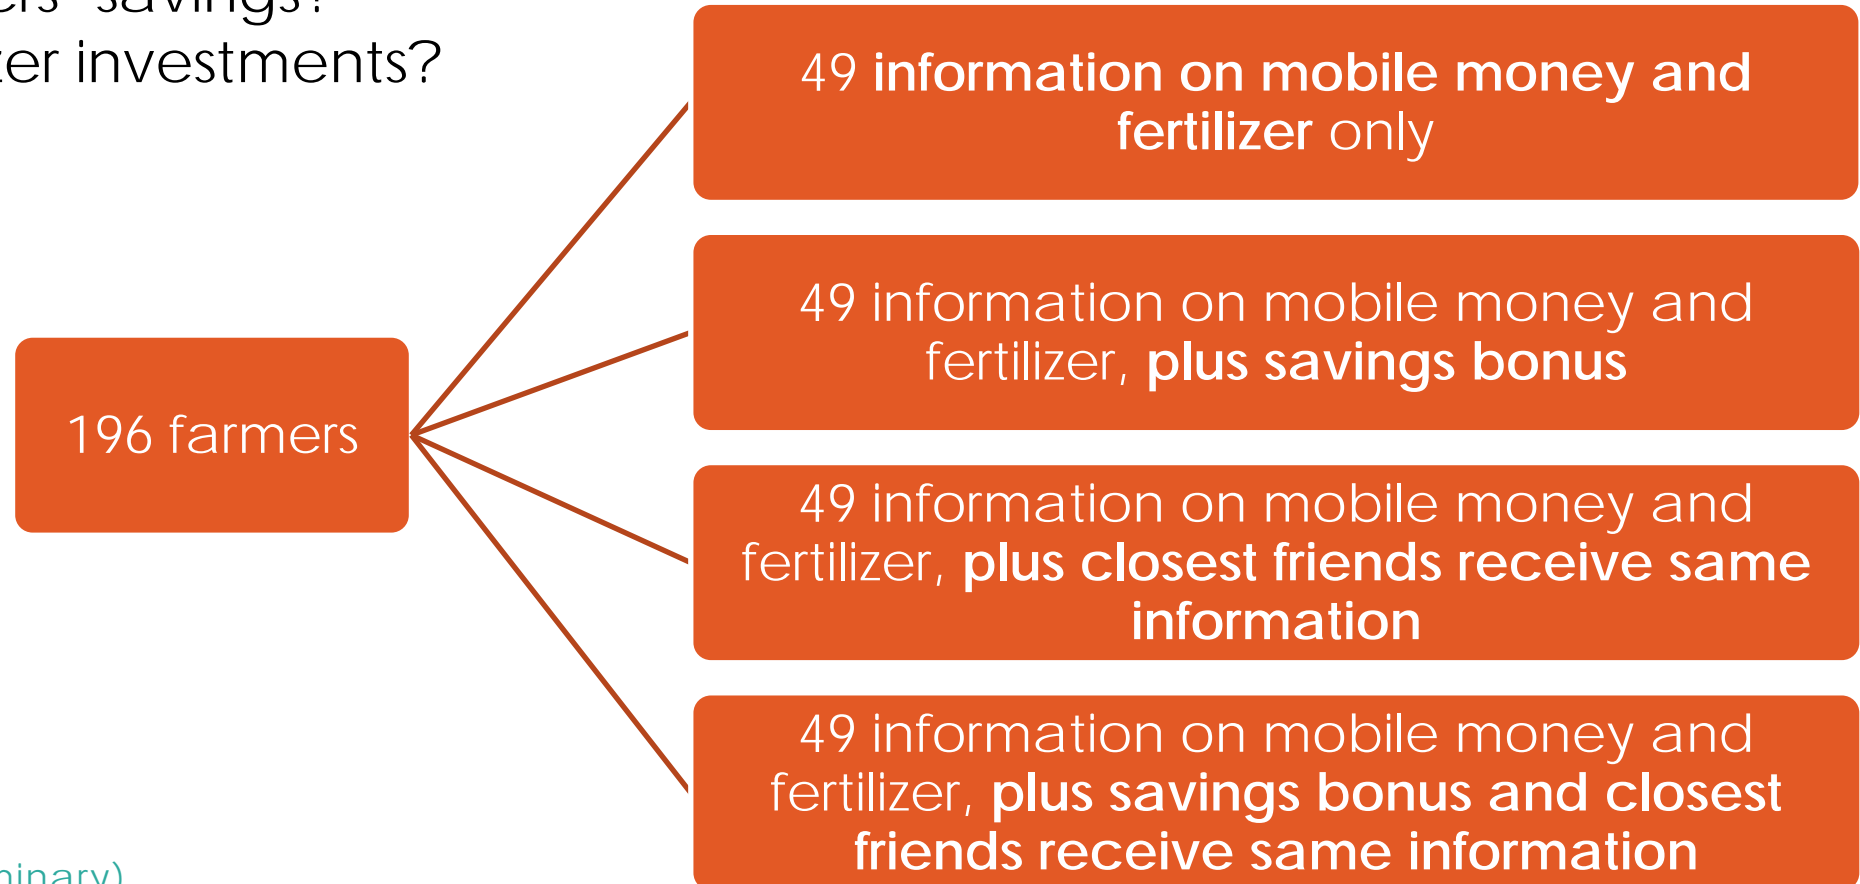 savings?
investments?
49 information on mobile money and
fertilizer only
49 information on mobile money and
fertilizer, plus savings bonus
196 farmers
49 information on mobile money and
fertilizer, plus closest friends receive same
information
49 information on mobile money and
fertilizer, plus savings bonus and closest
friends receive same information